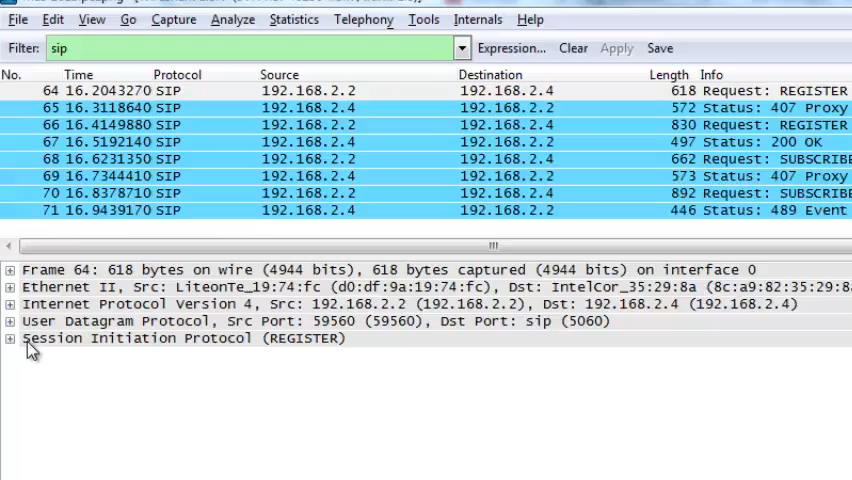 File Edit View Go Capture Analyze Statistics Telephony Tools Internals Help
Filter: sip Expression... Clear Apply Save
No. Time Protocol Source Destination Length Info
64 16.2043270 SIP 192.168.2.2 192.168.2.4 618 Request: REGISTER
65 16.3118640 SIP 192.168.2.4 192.168.2.2 572 Status: 407 Proxy
66 16.4149880 SIP 192.168.2.2 192.168.2.4 830 Request: REGISTER
67 16.5192140 SIP 192.168.2.4 192.168.2.2 497 Status: 200 OK
68 16.6231350 SIP 192.168.2.2 192.168.2.4 662 Request: SUBSCRIBE
69 16.7344410 SIP 192.168.2.4 192.168.2.2 573 Status: 407 Proxy
70 16.8378710 SIP 192.168.2.2 192.168.2.4 892 Request: SUBSCRIBE
71 16.9439170 SIP 192.168.2.4 192.168.2.2 446 Status: 489 Event
Frame 64: 618 bytes on wire (4944 bits), 618 bytes captured (4944 bits) on interface 0
Ethernet II, Src: LiteonTe_19:74:fc (d0:df:9a:19:74:fc), Dst: IntelCor_35:29:8a (8c:a9:82:35:29:8a
Internet Protocol Version 4, Src: 192.168.2.2 (192.168.2.2), Dst: 192.168.2.4 (192.168.2.4)
User Datagram Protocol, Src Port: 59560 (59560), Dst Port: sip (5060)
Session Initiation Protocol (REGISTER)